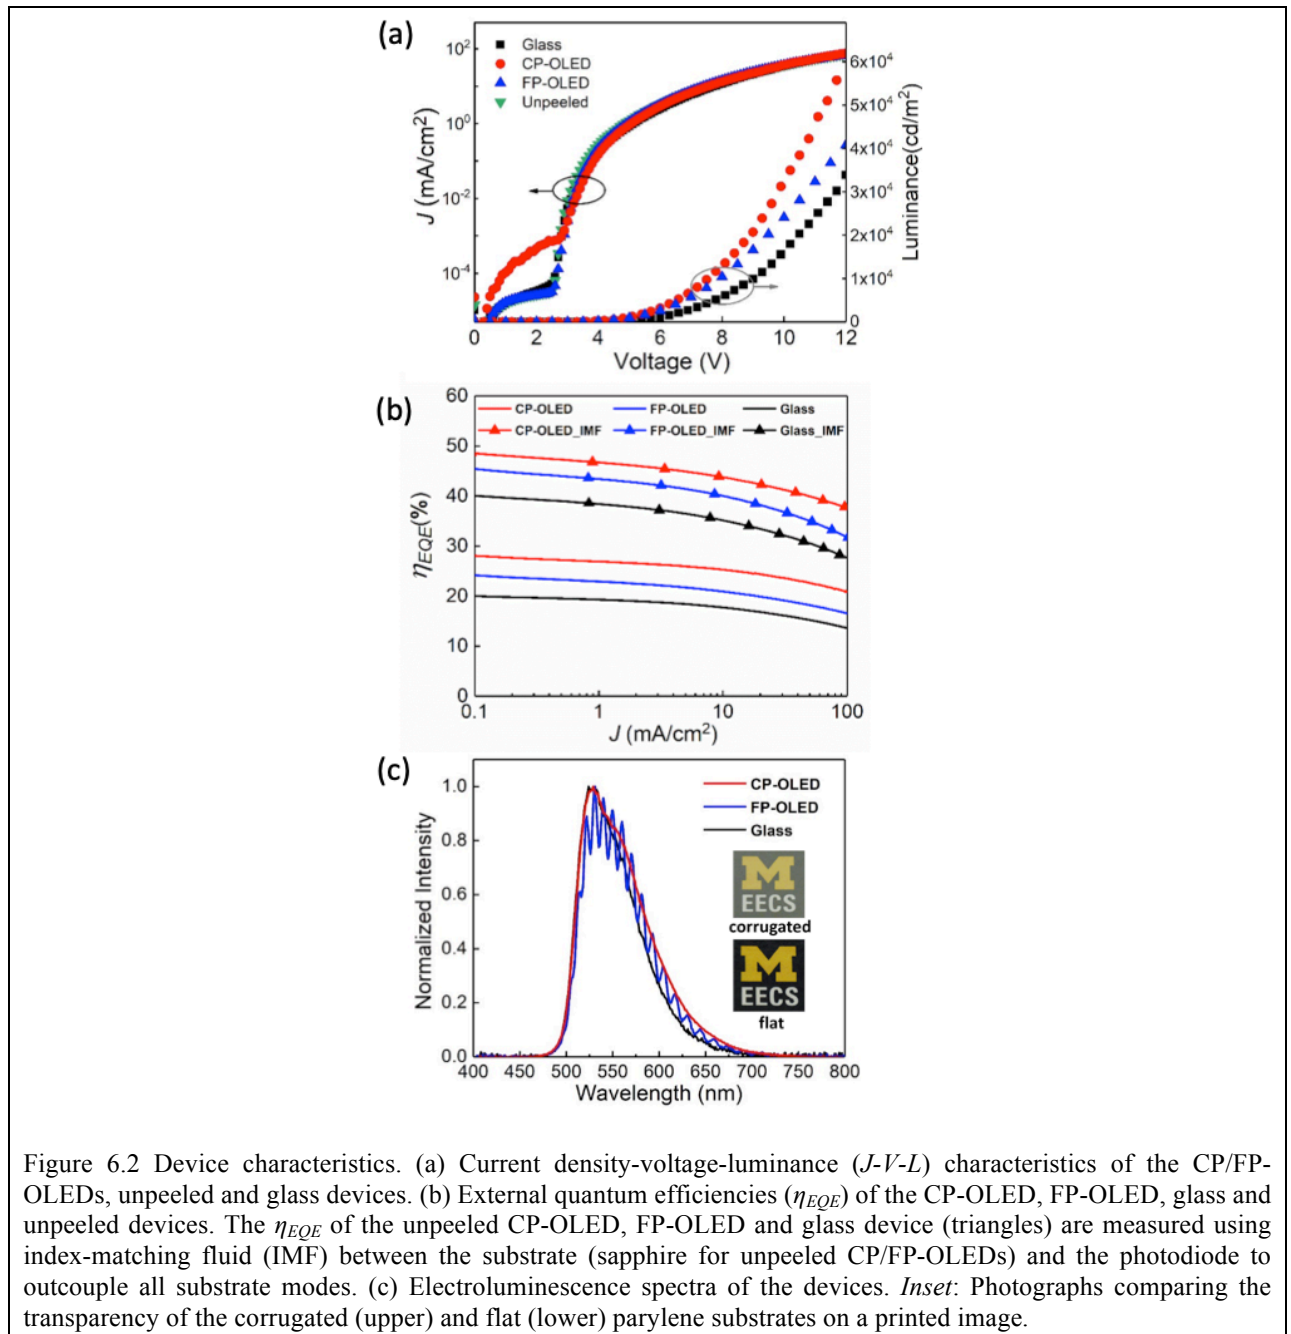 (a)
Glass
CP-OLED
FP-OLED
Unpeeled
J (mA/cm²)
10²
10⁰
10⁻²
10⁻⁴
Luminance(cd/m²)
6x10⁴
5x10⁴
4x10⁴
3x10⁴
2x10⁴
1x10⁴
0
0 2 4 6 8 10 12
Voltage (V)
(b)
CP-OLED FP-OLED Glass
CP-OLED_IMF FP-OLED_IMF Glass_IMF
η_EQE(%)
60
50
40
30
20
10
0
0.1 1 10 100
J (mA/cm²)
(c)
CP-OLED
FP-OLED
Glass
M
EECS
corrugated
M
EECS
flat
Normalized Intensity
1.0
0.8
0.6
0.4
0.2
0.0
400 450 500 550 600 650 700 750 800
Wavelength (nm)
Figure 6.2 Device characteristics. (a) Current density-voltage-luminance (J-V-L) characteristics of the CP/FP-
OLEDs, unpeeled and glass devices. (b) External quantum efficiencies (η_EQE) of the CP-OLED, FP-OLED, glass and
unpeeled devices. The η_EQE of the unpeeled CP-OLED, FP-OLED and glass device (triangles) are measured using
index-matching fluid (IMF) between the substrate (sapphire for unpeeled CP/FP-OLEDs) and the photodiode to
outcouple all substrate modes. (c) Electroluminescence spectra of the devices. Inset: Photographs comparing the
transparency of the corrugated (upper) and flat (lower) parylene substrates on a printed image.